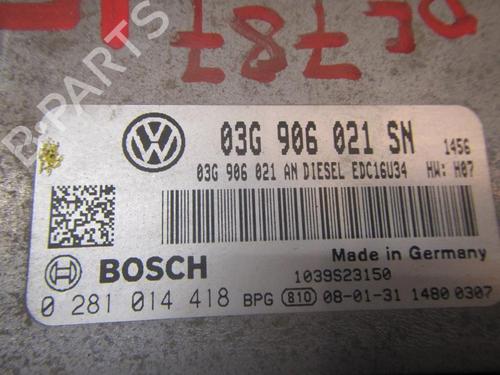 B-PARTS
VW
03G 906 021 SN 1456
03G 906 021 AN DIESEL EDC16U34 HW: H07
Made in Germany
BOSCH 1039S23150
0 281 014 418 BPG 810 08-01-31 1480 0307